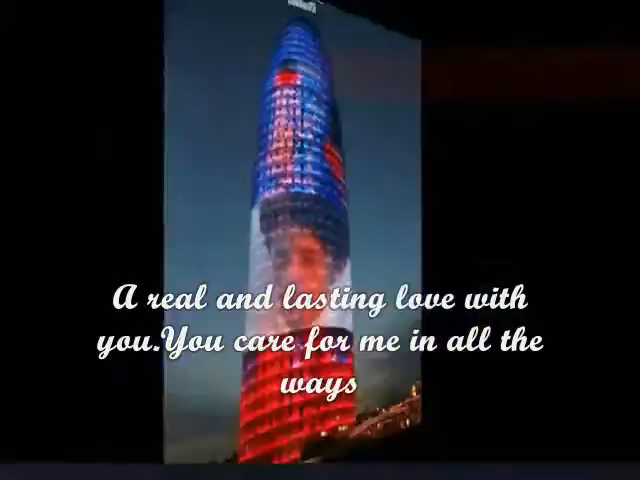 A real and lasting love with
you.You care for me in all the
ways